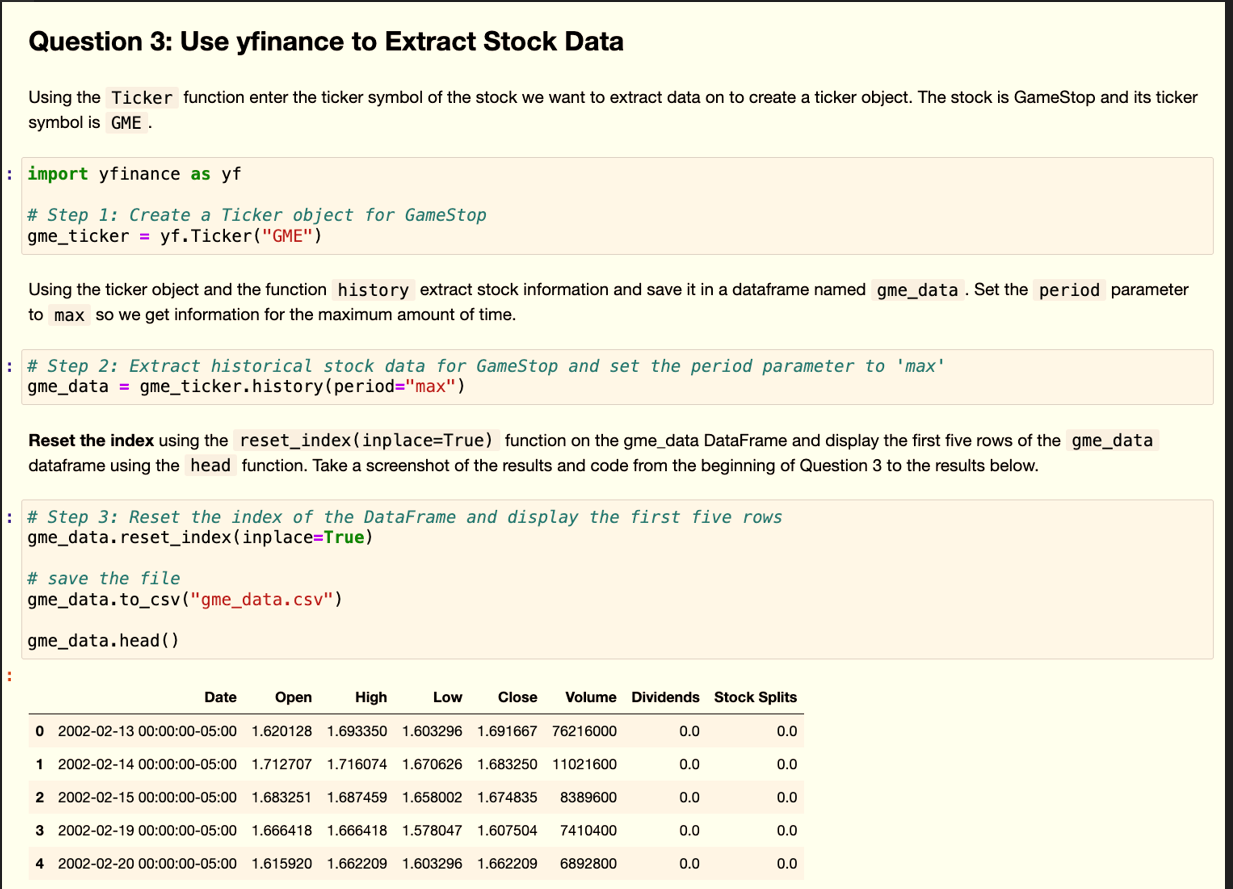 Question 3: Use yfinance to Extract Stock Data
Using the Ticker function enter the ticker symbol of the stock we want to extract data on to create a ticker object. The stock is GameStop and its ticker
symbol is GME .
: import yfinance as yf
# Step 1: Create a Ticker object for GameStop
gme_ticker = yf.Ticker("GME")
Using the ticker object and the function history extract stock information and save it in a dataframe named gme_data . Set the period parameter
to max so we get information for the maximum amount of time.
: # Step 2: Extract historical stock data for GameStop and set the period parameter to 'max'
gme_data = gme_ticker.history(period="max")
Reset the index using the reset_index(inplace=True) function on the gme_data DataFrame and display the first five rows of the gme_data
dataframe using the head function. Take a screenshot of the results and code from the beginning of Question 3 to the results below.
: # Step 3: Reset the index of the DataFrame and display the first five rows
gme_data.reset_index(inplace=True)
# save the file
gme_data.to_csv("gme_data.csv")
gme_data.head()
:
Date Open High Low Close Volume Dividends Stock Splits
0 2002-02-13 00:00:00-05:00 1.620128 1.693350 1.603296 1.691667 76216000 0.0 0.0
1 2002-02-14 00:00:00-05:00 1.712707 1.716074 1.670626 1.683250 11021600 0.0 0.0
2 2002-02-15 00:00:00-05:00 1.683251 1.687459 1.658002 1.674835 8389600 0.0 0.0
3 2002-02-19 00:00:00-05:00 1.666418 1.666418 1.578047 1.607504 7410400 0.0 0.0
4 2002-02-20 00:00:00-05:00 1.615920 1.662209 1.603296 1.662209 6892800 0.0 0.0